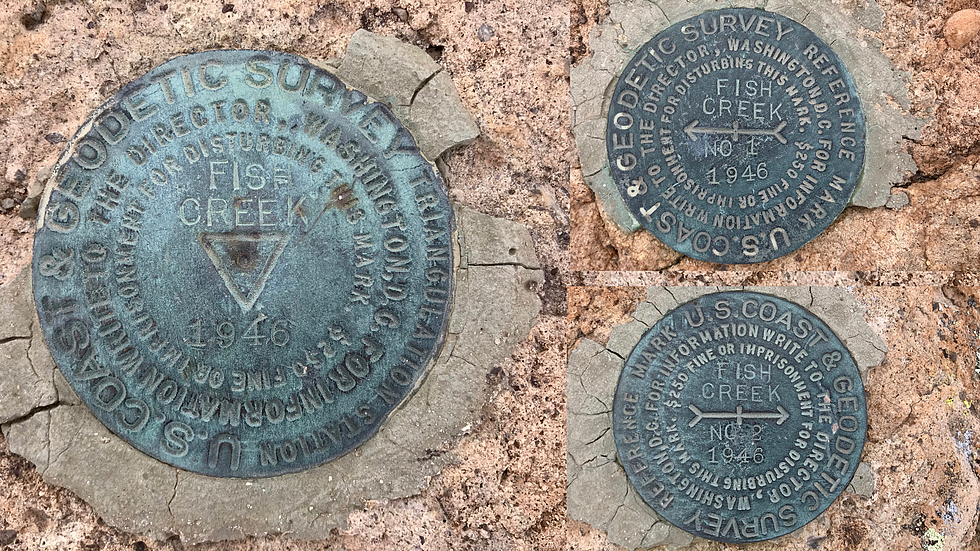 U.S. COAST & GEODETIC SURVEY TRIANGULATION STATION
FOR INFORMATION WRITE TO THE DIRECTOR, WASHINGTON, D.C.
$250 FINE OR IMPRISONMENT FOR DISTURBING THIS MARK
FISH
CREEK
1946
U.S. COAST & GEODETIC SURVEY REFERENCE MARK
FOR INFORMATION WRITE TO THE DIRECTOR, WASHINGTON, D.C.
$250 FINE OR IMPRISONMENT FOR DISTURBING THIS MARK.
FISH
CREEK
NO 1
1946
U.S. COAST & GEODETIC SURVEY REFERENCE MARK
FOR INFORMATION WRITE TO THE DIRECTOR, WASHINGTON, D.C.
$250 FINE OR IMPRISONMENT FOR DISTURBING THIS MARK.
FISH
CREEK
NO 2
1946